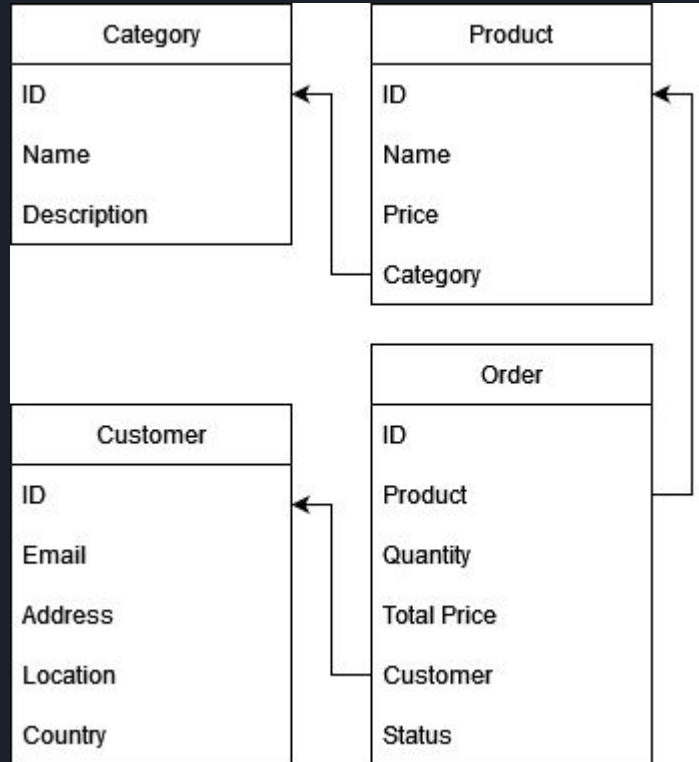 Category
ID
Name
Description
Product
ID
Name
Price
Category
Customer
ID
Email
Address
Location
Country
Order
ID
Product
Quantity
Total Price
Customer
Status